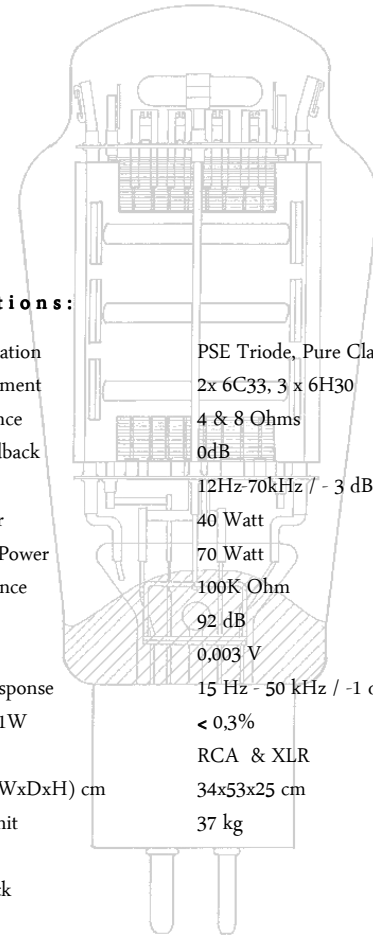 tions:
ation PSE Triode, Pure Cla
ment 2x 6C33, 3 x 6H30
nce 4 & 8 Ohms
lback 0dB
12Hz-70kHz / - 3 dB
r 40 Watt
Power 70 Watt
nce 100K Ohm
92 dB
0,003 V
sponse 15 Hz - 50 kHz / -1 d
1W < 0,3%
RCA & XLR
WxDxH) cm 34x53x25 cm
nit 37 kg
ck